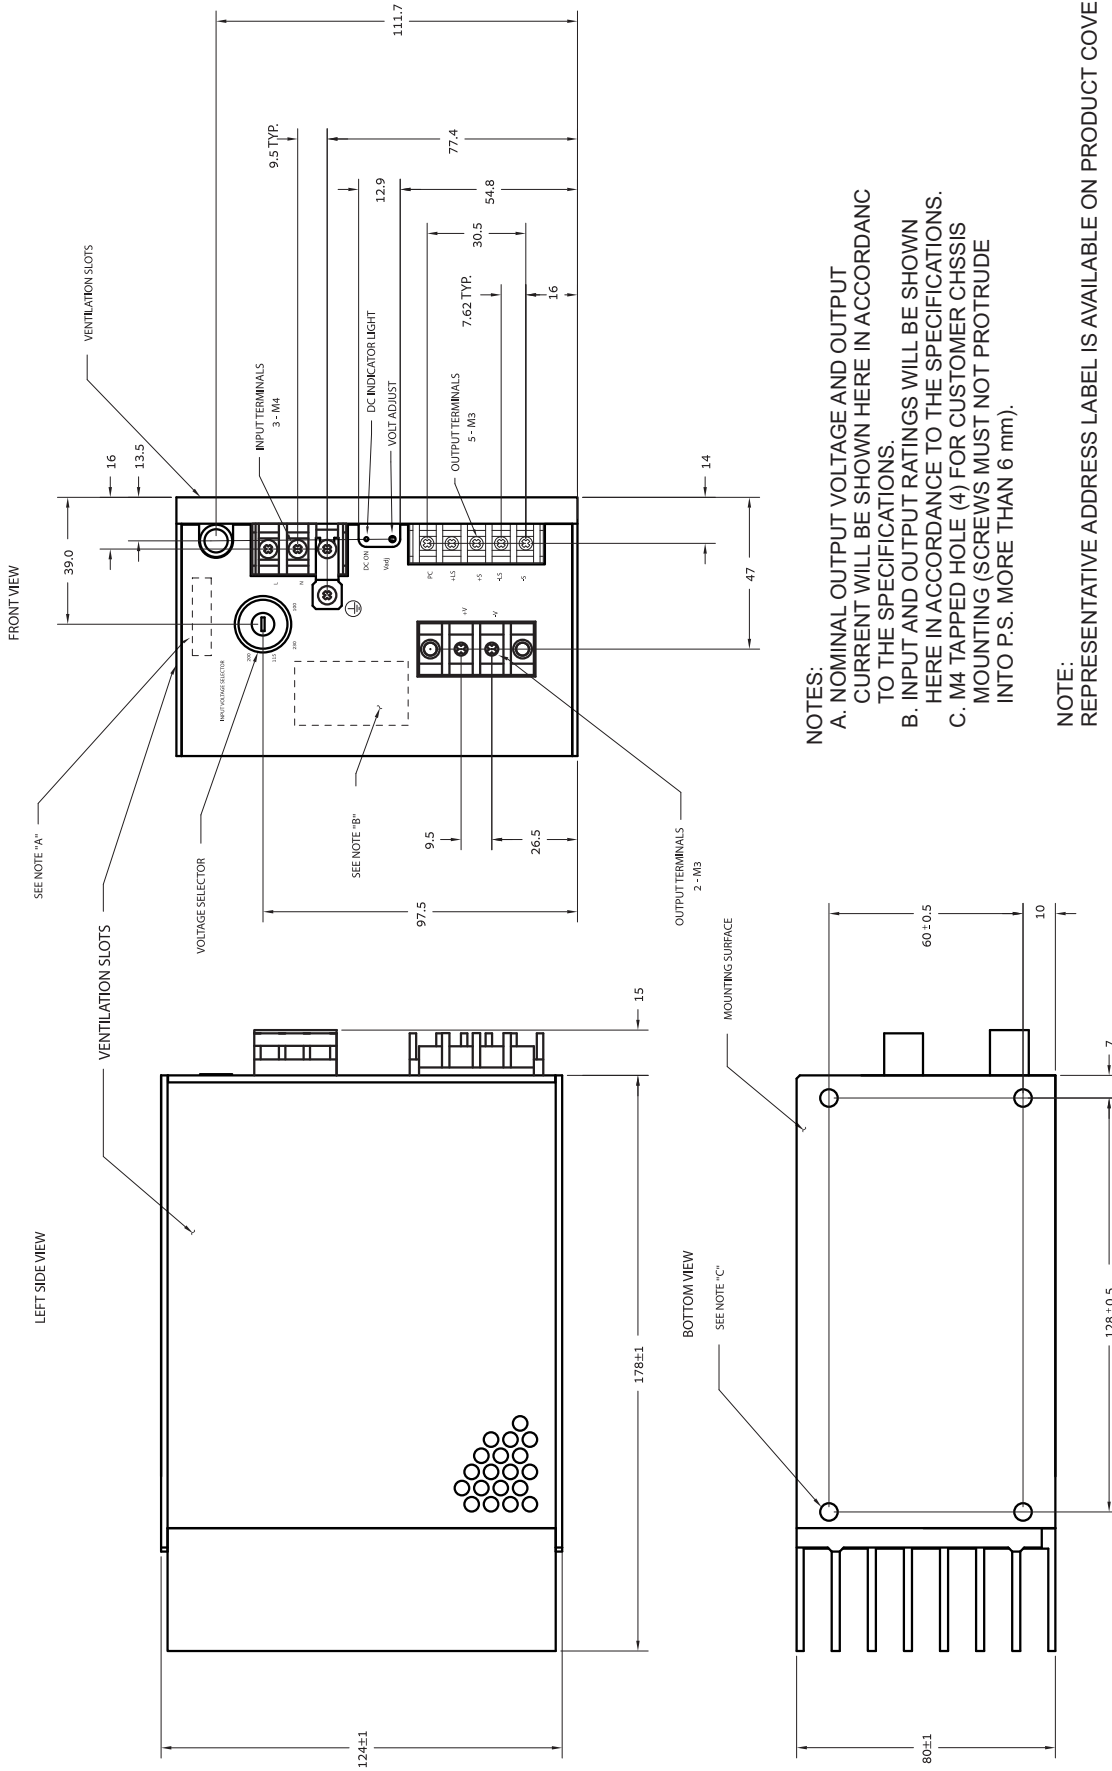 FRONT VIEW
SEE NOTE "A"
VENTILATION SLOTS
VOLTAGE SELECTOR
SEE NOTE "B"
OUTPUT TERMINALS
2 - M3
VENTILATION SLOTS
INPUT TERMINALS
3 - M4
DC INDICATOR LIGHT
VOLT ADJUST
OUTPUT TERMINALS
5 - M3
39.0
16
13.5
111.7
9.5 TYP.
77.4
12.9
54.8
30.5
7.62 TYP.
16
14
47
97.5
9.5
26.5
INPUT VOLTAGE SELECTOR
200
115
230
100
L
N
DC ON
Vadj
PC
+LS
+S
-LS
-S
+V
-V
LEFT SIDE VIEW
15
178±1
124±1
BOTTOM VIEW
SEE NOTE "C"
MOUNTING SURFACE
60±0.5
10
7
128±0.5
80±1
NOTES:
A. NOMINAL OUTPUT VOLTAGE AND OUTPUT
CURRENT WILL BE SHOWN HERE IN ACCORDANC
TO THE SPECIFICATIONS.
B. INPUT AND OUTPUT RATINGS WILL BE SHOWN
HERE IN ACCORDANCE TO THE SPECIFICATIONS.
C. M4 TAPPED HOLE (4) FOR CUSTOMER CHSSIS
MOUNTING (SCREWS MUST NOT PROTRUDE
INTO P.S. MORE THAN 6 mm).
NOTE:
REPRESENTATIVE ADDRESS LABEL IS AVAILABLE ON PRODUCT COVE